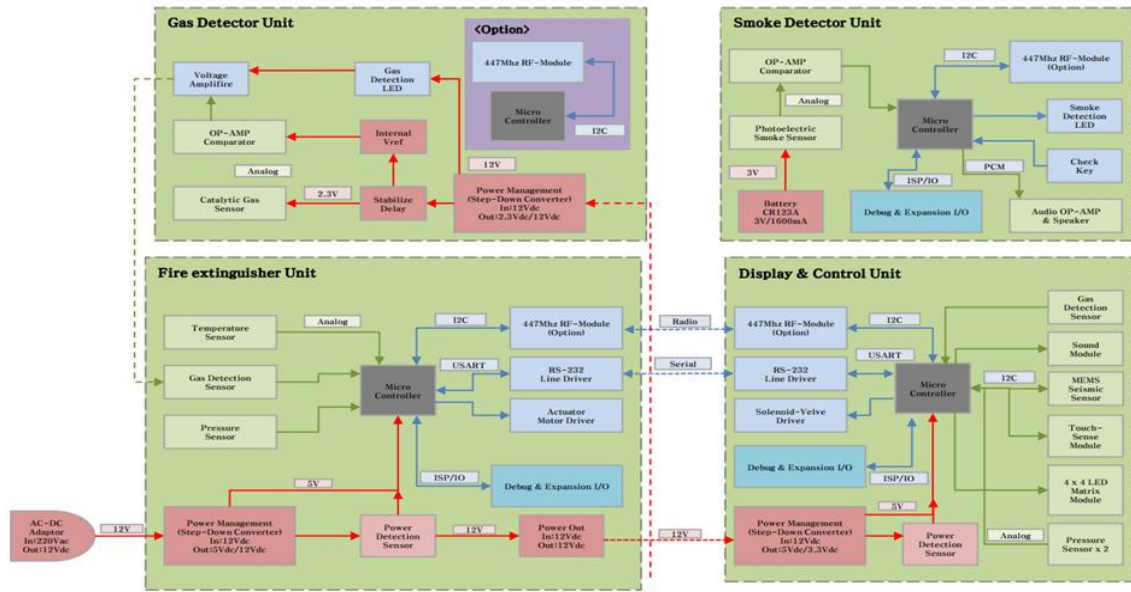 Gas Detector Unit
<Option>
447Mhz RF-Module
Micro
Controller
I2C
Voltage
Amplifire
Gas
Detection
LED
OP-AMP
Comparator
Internal
Vref
Analog
12V
Catalytic Gas
Sensor
2.3V
Stabilize
Delay
Power Management
(Step-Down Converter)
In:12Vdc
Out:2.3Vdc/12Vdc
Smoke Detector Unit
OP-AMP
Comparator
I2C
447Mhz RF-Module
(Option)
Analog
Micro
Controller
Smoke
Detection
LED
Photoelectric
Smoke Sensor
3V
PCM
Check
Key
ISP/IO
Battery
CR123A
3V/1600mA
Debug & Expansion I/O
Audio OP-AMP
& Speaker
Fire extinguisher Unit
Temperature
Sensor
Analog
I2C
447Mhz RF-Module
(Option)
Gas Detection
Sensor
Micro
Controller
USART
RS-232
Line Driver
Pressure
Sensor
Actuator
Motor Driver
ISP/IO
Debug & Expansion I/O
5V
AC-DC
Adaptor
In:220Vac
Out:12Vdc
12V
Power Management
(Step-Down Converter)
In:12Vdc
Out:5Vdc/12Vdc
Power
Detection
Sensor
12V
Power Out
In:12Vdc
Out:12Vdc
Radio
Serial
12V
Display & Control Unit
447Mhz RF-Module
(Option)
I2C
Gas
Detection
Sensor
RS-232
Line Driver
USART
Micro
Controller
Sound
Module
I2C
MEMS
Seismic Sensor
Solenoid-Velve
Driver
Touch-
Sense Module
Debug & Expansion I/O
ISP/IO
4 x 4 LED
Matrix
Module
5V
Power Management
(Step-Down Converter)
In:12Vdc
Out:5Vdc/3.3Vdc
Power
Detection
Sensor
Analog
Pressure
Sensor x 2